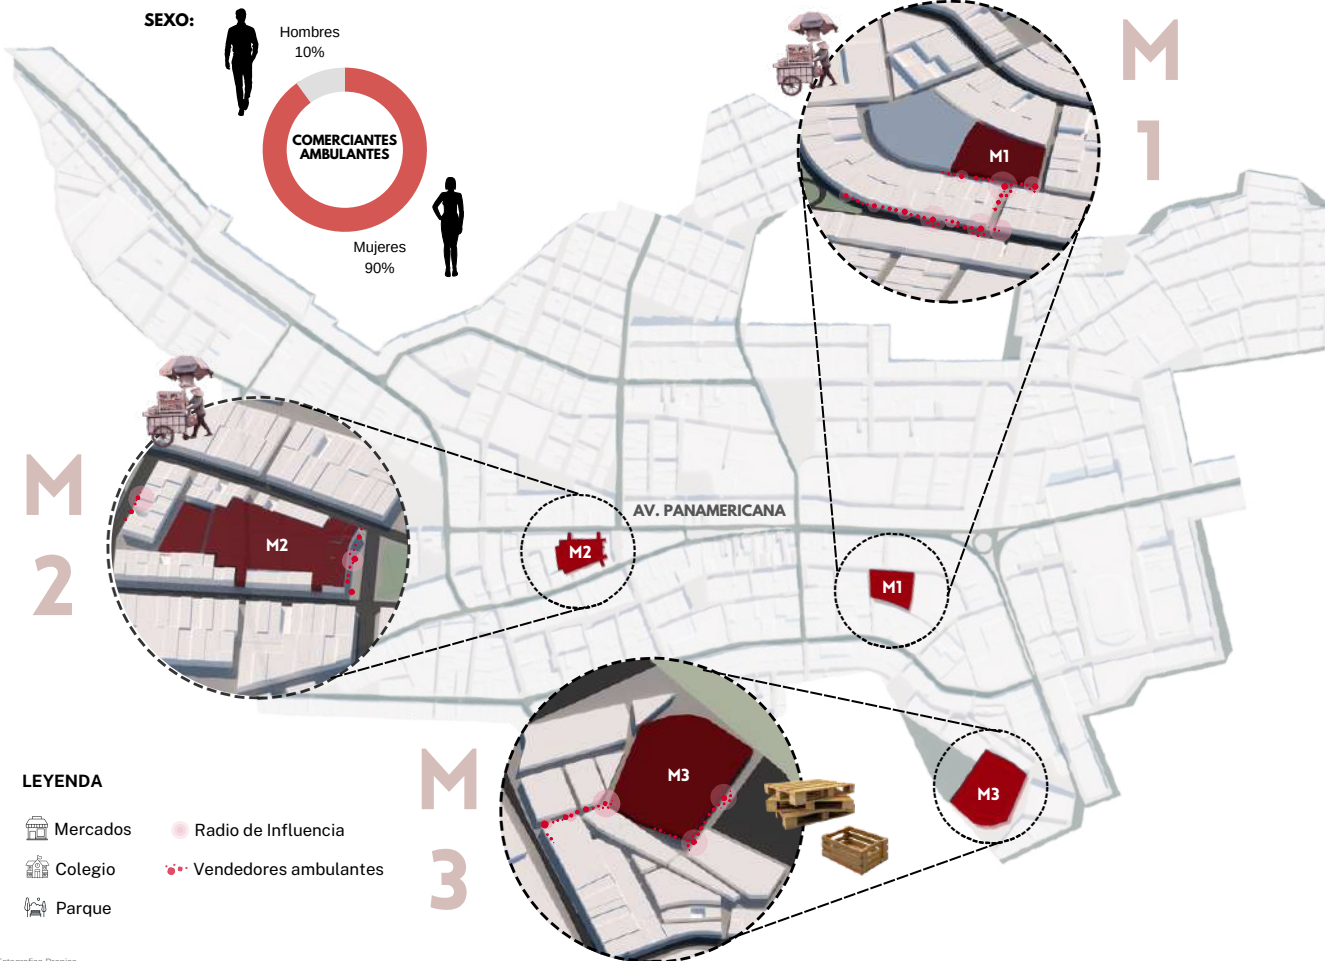 SEXO:
Hombres
10%
COMERCIANTES
AMBULANTES
Mujeres
90%
M
1
M1
M
2
M2
AV. PANAMERICANA
M2
M1
M
3
M3
M3
LEYENDA
Mercados
Radio de Influencia
Colegio
Vendedores ambulantes
Parque